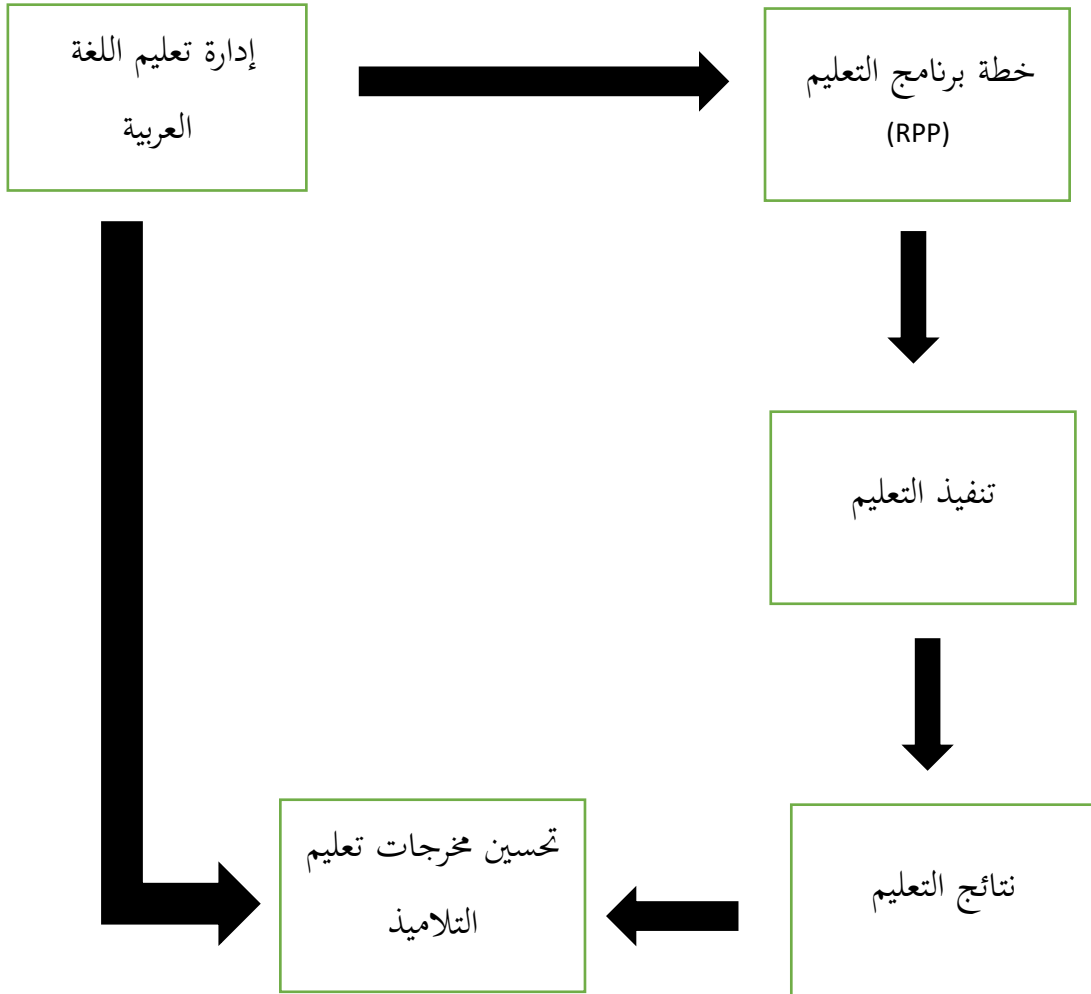 إدارة تعليم اللغة
العربية
خطة برنامج التعليم
(RPP)
تنفيذ التعليم
نتائج التعليم
تحسين مخرجات تعليم
التلاميذ